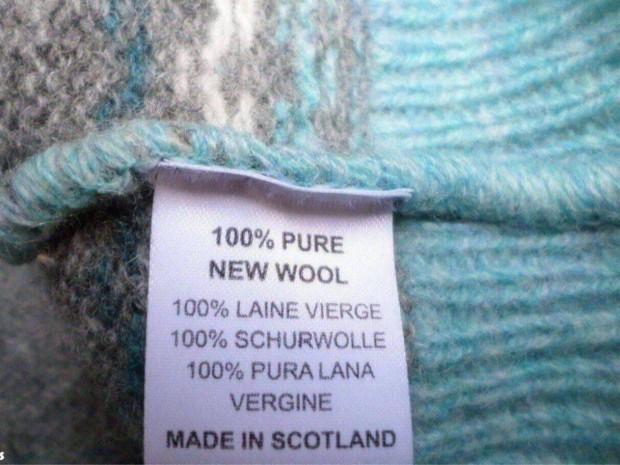 100% PURE
NEW WOOL
100% LAINE VIERGE
100% SCHURWOLLE
100% PURA LANA
VERGINE
MADE IN SCOTLAND